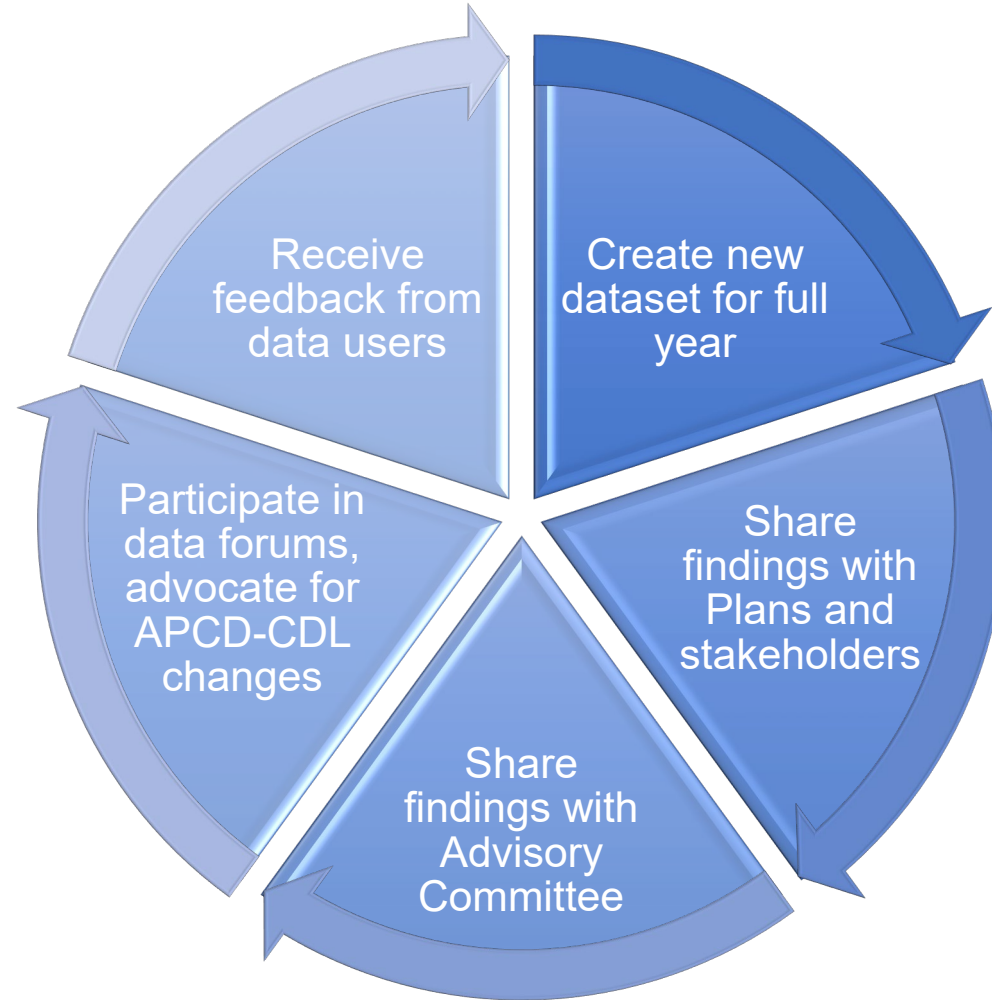 Create new
dataset for full
year
Share
findings with
Plans and
stakeholders
Share
findings with
Advisory
Committee
Participate in
data forums,
advocate for
APCD-CDL
changes
Receive
feedback from
data users